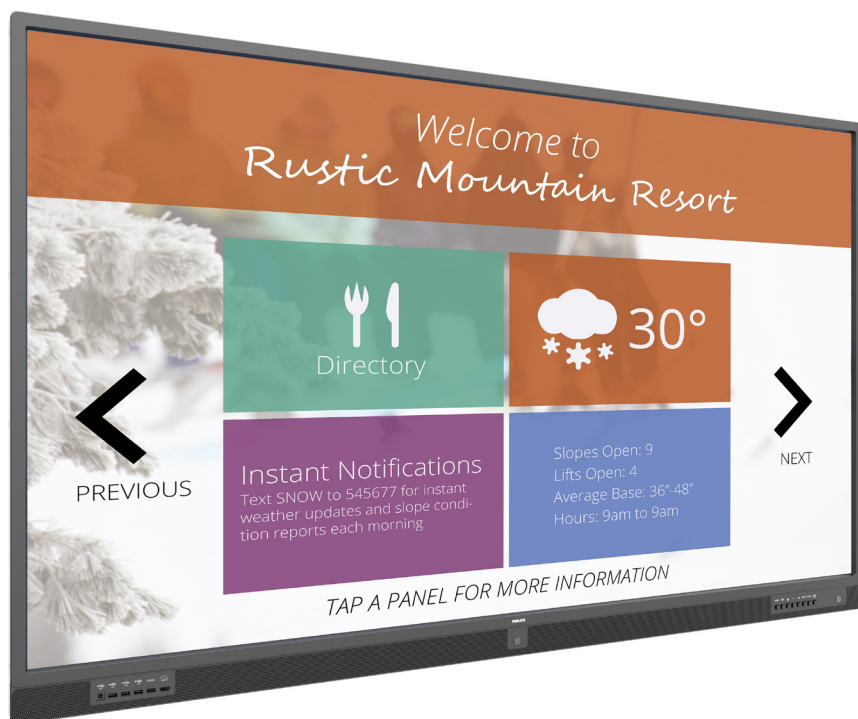 Welcome to
Rustic Mountain Resort
Directory
30°
Instant Notifications
Text SNOW to 545677 for instant
weather updates and slope condi-
tion reports each morning
Slopes Open: 9
Lifts Open: 4
Average Base: 36”-48”
Hours: 9am to 9am
PREVIOUS
NEXT
TAP A PANEL FOR MORE INFORMATION
PHILIPS